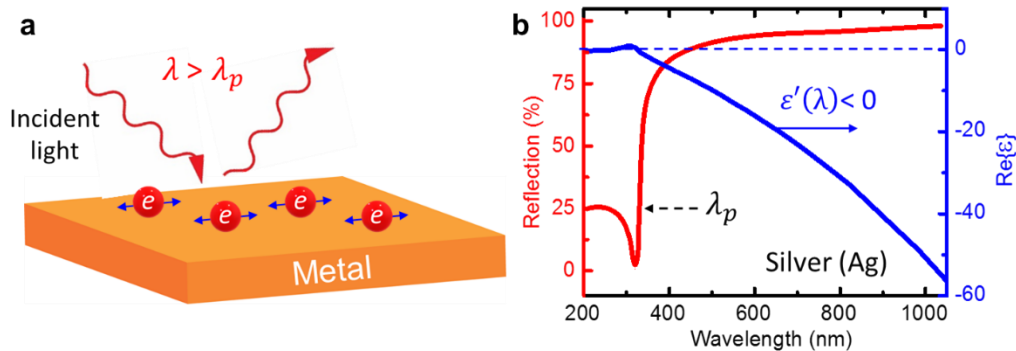 a
λ > λp
Incident
light
e
e
e
e
Metal
b
Reflection (%)
100
75
50
25
0
ε′(λ)< 0
λp
Silver (Ag)
0
-20
-40
-60
Re{ε}
200
400
600
800
1000
Wavelength (nm)